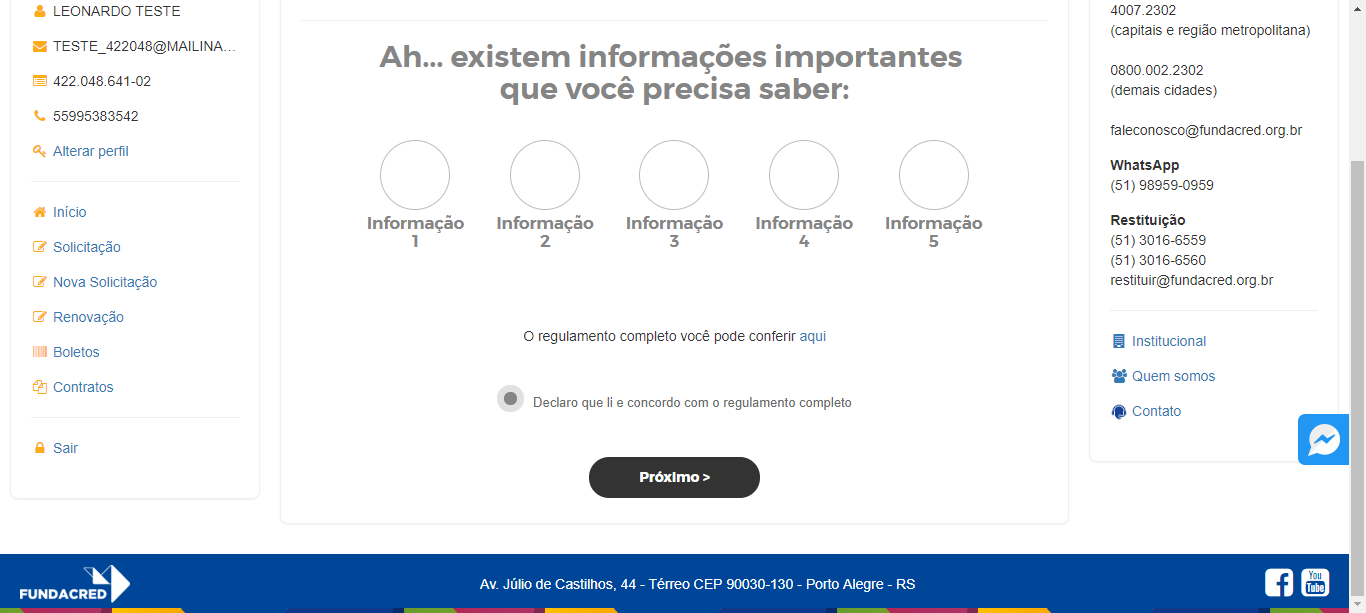 LEONARDO TESTE
TESTE_422048@MAILINA...
422.048.641-02
55995383542
Alterar perfil
Início
Solicitação
Nova Solicitação
Renovação
Boletos
Contratos
Sair
Ah... existem informações importantes
que você precisa saber:
Informação
1
Informação
2
Informação
3
Informação
4
Informação
5
O regulamento completo você pode conferir aqui
Declaro que li e concordo com o regulamento completo
Próximo >
4007.2302
(capitais e região metropolitana)
0800.002.2302
(demais cidades)
faleconosco@fundacred.org.br
WhatsApp
(51) 98959-0959
Restituição
(51) 3016-6559
(51) 3016-6560
restituir@fundacred.org.br
Institucional
Quem somos
Contato
FUNDACRED
Av. Júlio de Castilhos, 44 - Térreo CEP 90030-130 - Porto Alegre - RS
You
Tube